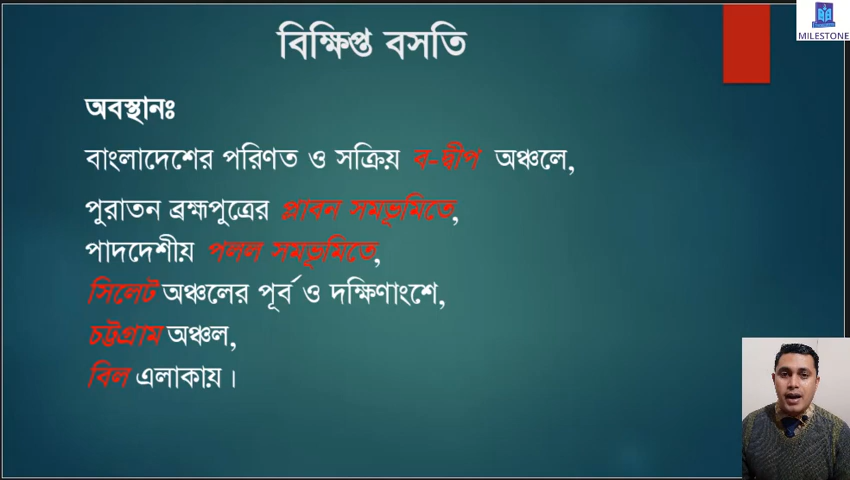 MILESTONE
বিক্ষিপ্ত বসতি
অবস্থানঃ
বাংলাদেশের পরিণত ও সক্রিয় ব-দ্বীপ অঞ্চলে,
পুরাতন ব্রহ্মপুত্রের প্লাবন সমভূমিতে,
পাদদেশীয় পলল সমভূমিতে,
সিলেট অঞ্চলের পূর্ব ও দক্ষিণাংশে,
চট্টগ্রাম অঞ্চল,
বিল এলাকায়।